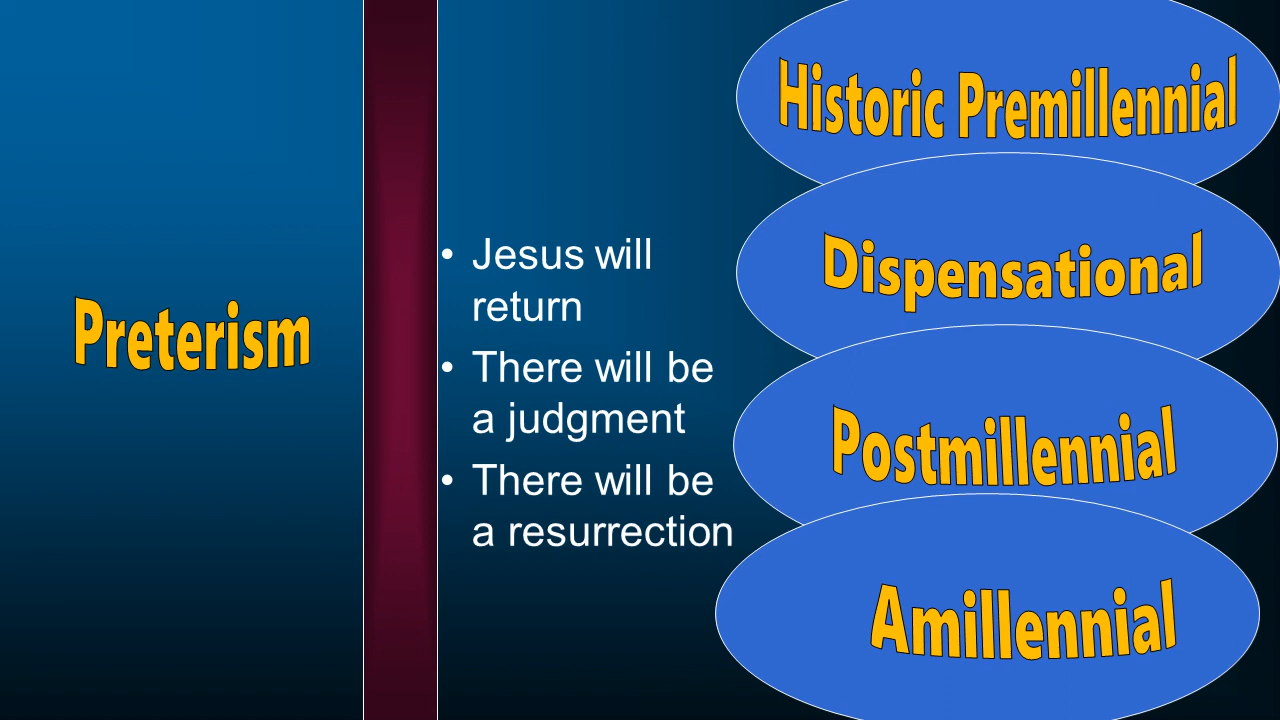 Preterism
• Jesus will
return
• There will be
a judgment
• There will be
a resurrection
Historic Premillennial
Dispensational
Postmillennial
Amillennial